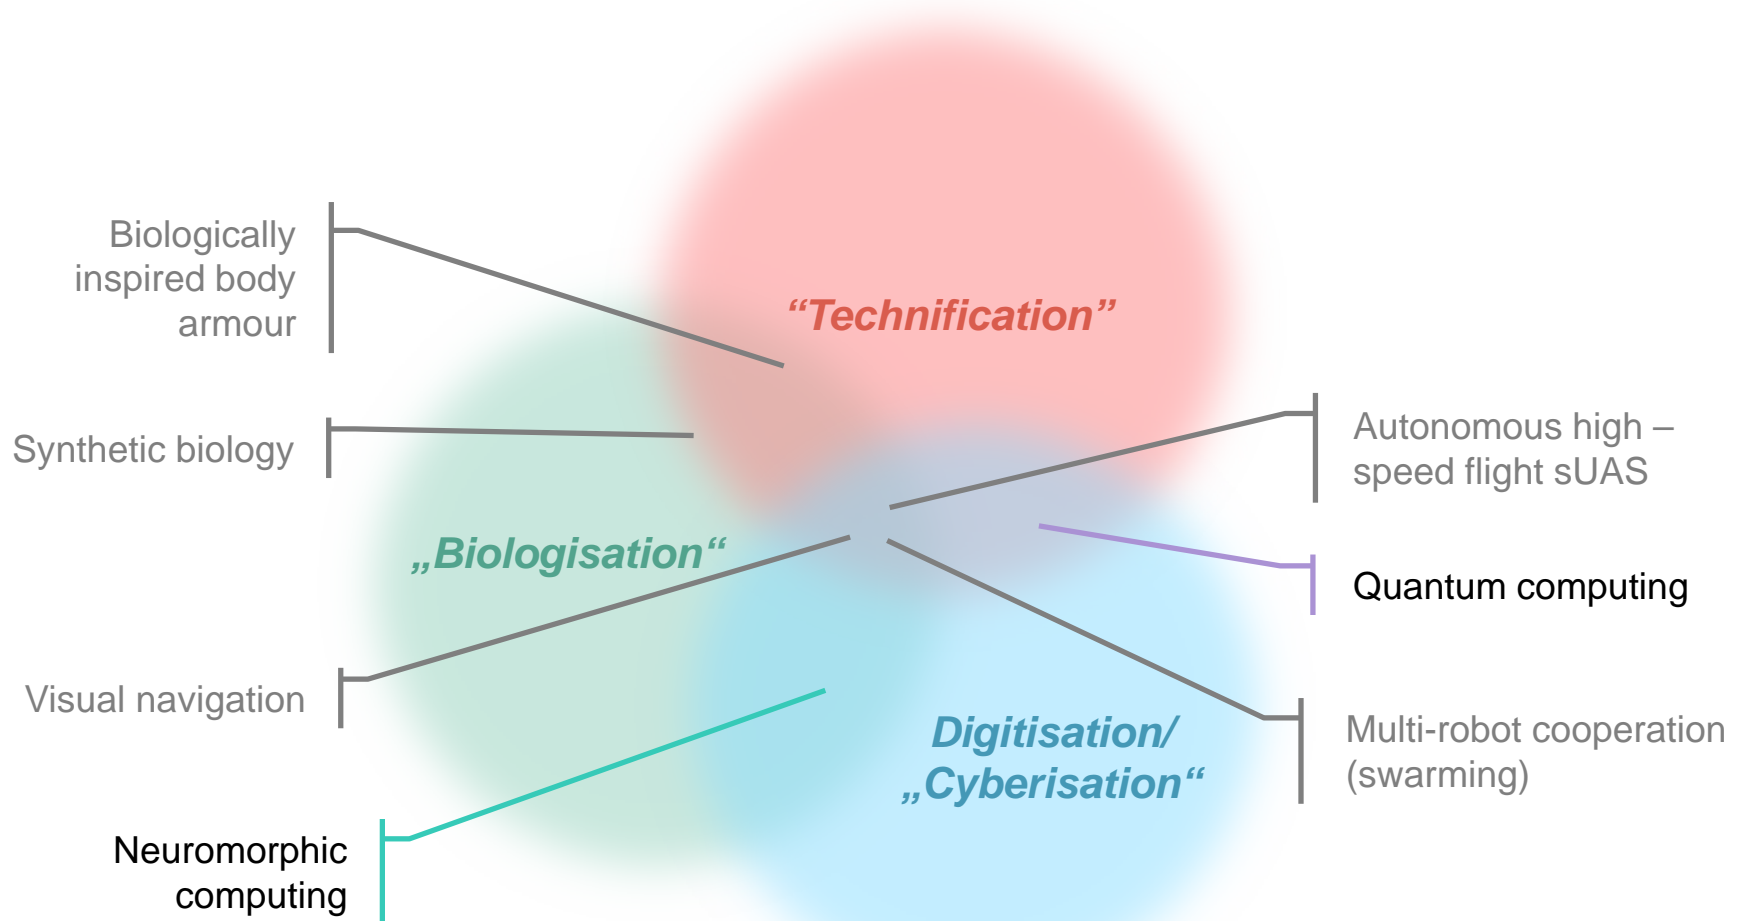 Biologically
inspired body
armour
“Technification”
Synthetic biology
Autonomous high –
speed flight sUAS
„Biologisation“
Quantum computing
Visual navigation
Digitisation/
„Cyberisation“
Multi-robot cooperation
(swarming)
Neuromorphic
computing